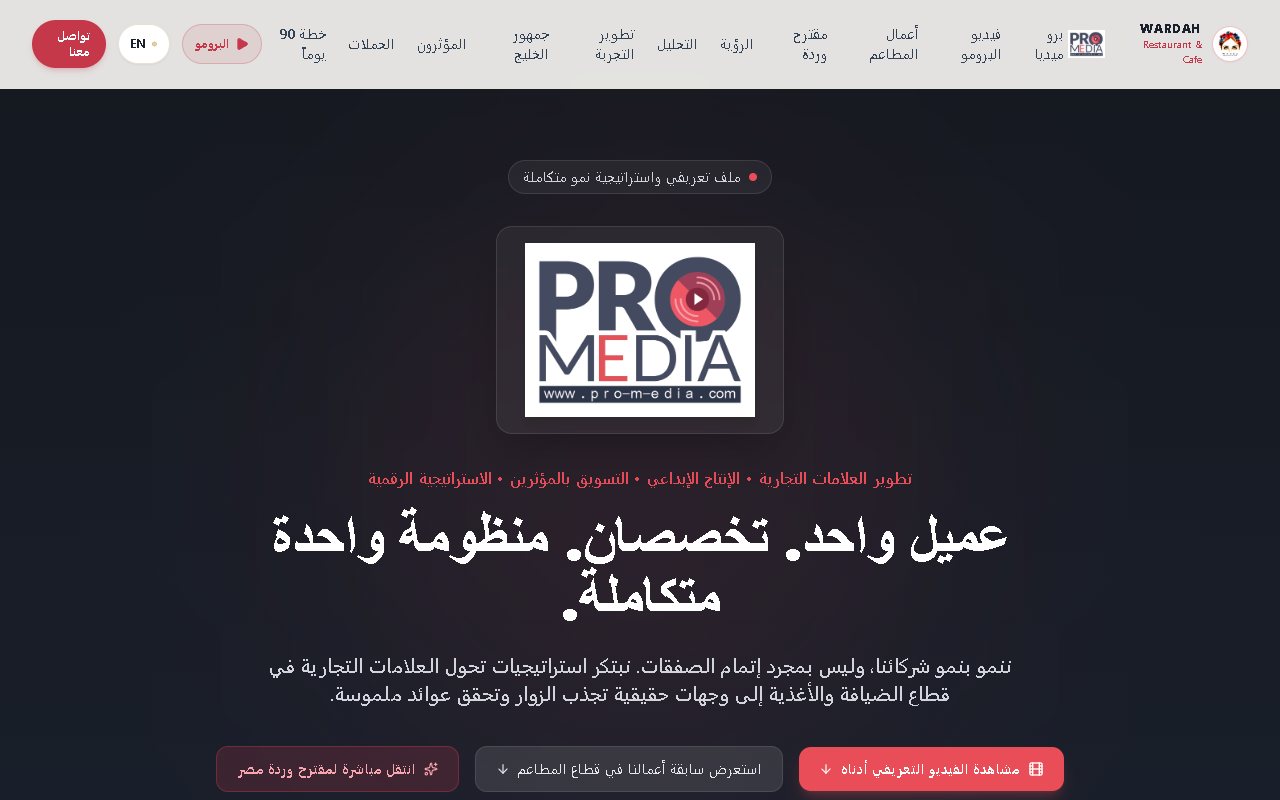 WARDAH
Restaurant &
Cafe
PRO
MEDIA
برو
ميديا
فيديو
البرومو
أعمال
المطاعم
مقترح
وردة
الرؤية
التحليل
تطوير
التجربة
جمهور
الخليج
المؤثرون
الحملات
خطة 90
يوماً
البرومو
EN
تواصل
معنا
ملف تعريفي واستراتيجية نمو متكاملة
PRO
MEDIA
www.pro-m-edia.com
تطوير العلامات التجارية • الإنتاج الإبداعي • التسويق بالمؤثرين • الاستراتيجية الرقمية
عميل واحد. تخصصان. منظومة واحدة
متكاملة.
ننمو بنمو شركائنا، وليس بمجرد إتمام الصفقات. نبتكر استراتيجيات تحول العلامات التجارية في
قطاع الضيافة والأغذية إلى وجهات حقيقية تجذب الزوار وتحقق عوائد ملموسة.
مشاهدة الفيديو التعريفي أدناه ↓
استعرض سابقة أعمالنا في قطاع المطاعم ↓
انتقل مباشرة لمقترح وردة مصر